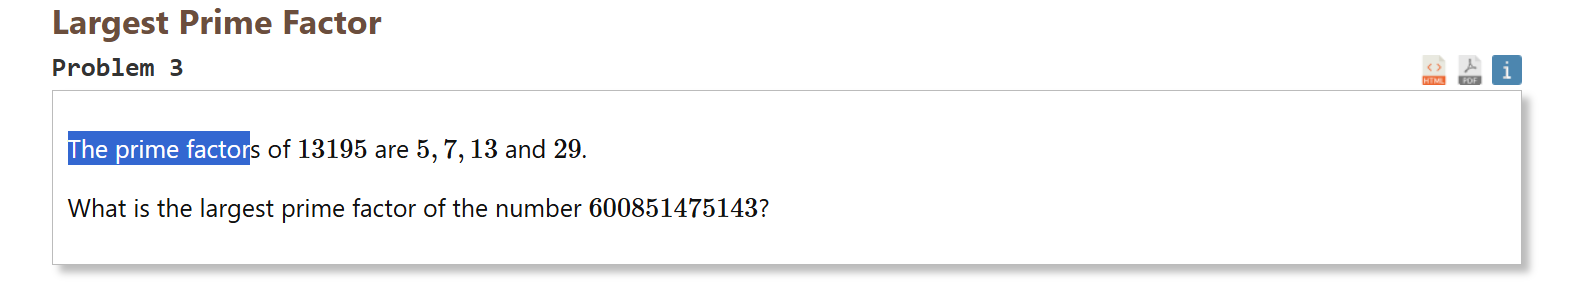 Largest Prime Factor
Problem 3
HTML
PDF
i
The prime factors of 13195 are 5, 7, 13 and 29.
What is the largest prime factor of the number 600851475143?